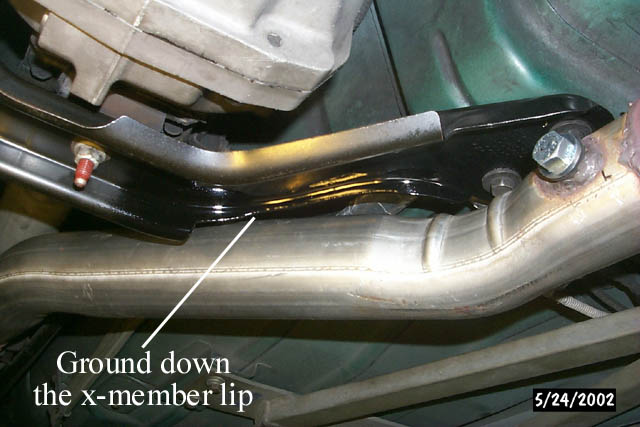 Ground down
the x-member lip
5/24/2002